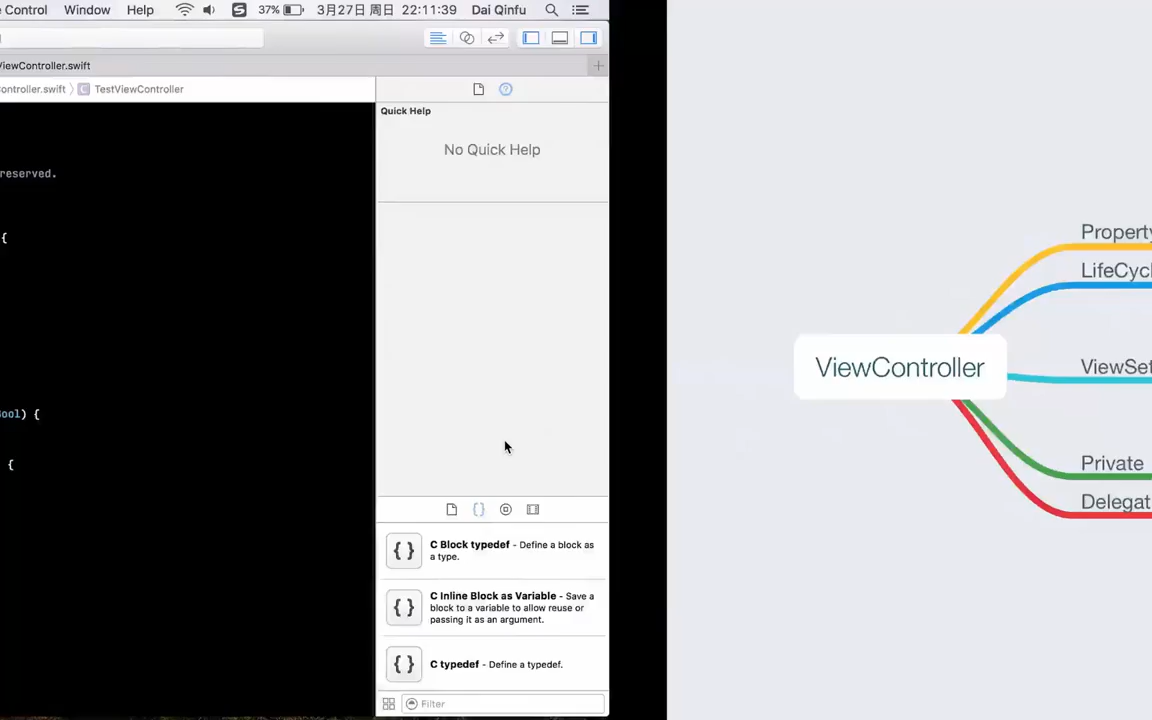 Control Window Help 37% 3月27日 周日 22:11:39 Dai Qinfu
ViewController.swift
ontroller.swift 〉 C TestViewController
Quick Help
No Quick Help
reserved.
{
ool) {
{
{ } C Block typedef - Define a block as
a type.
{ } C Inline Block as Variable - Save a
block to a variable to allow reuse or
passing it as an argument.
{ } C typedef - Define a typedef.
Filter
ViewController
Property
LifeCycl
ViewSet
Private
Delegat